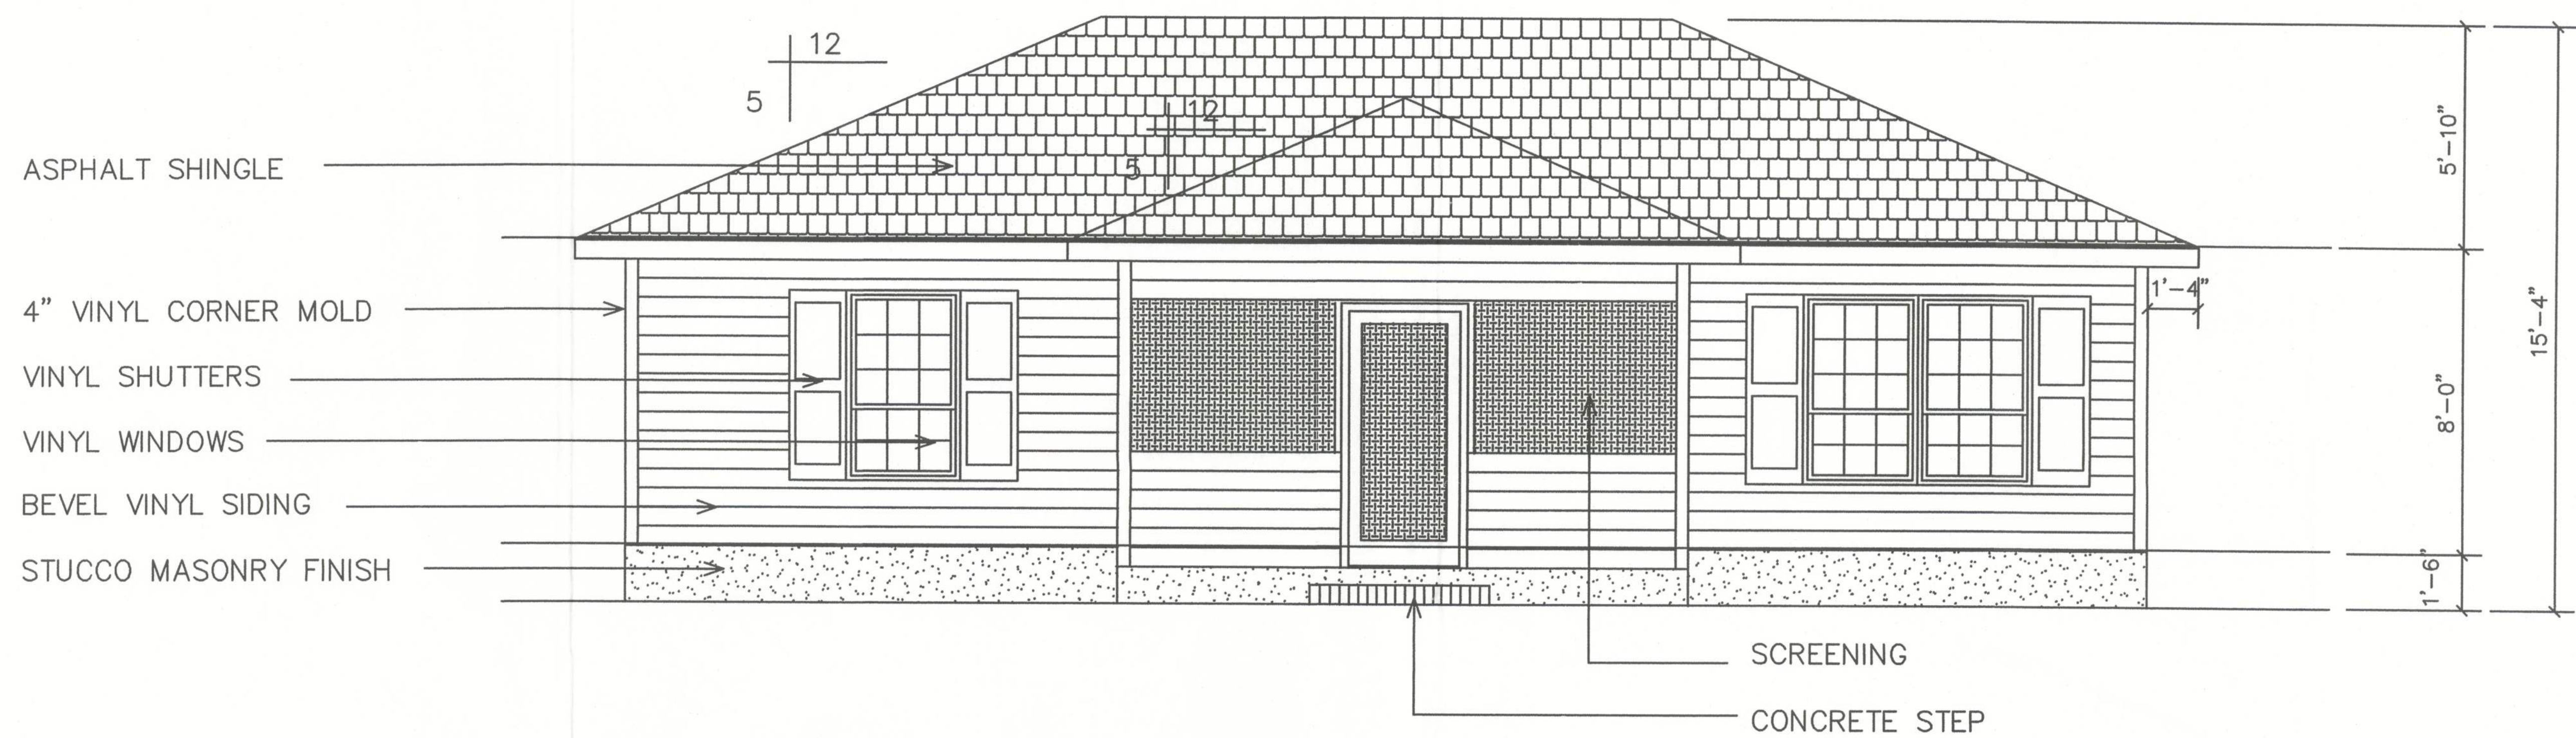 12
5
12
5
ASPHALT SHINGLE
4" VINYL CORNER MOLD
VINYL SHUTTERS
VINYL WINDOWS
BEVEL VINYL SIDING
STUCCO MASONRY FINISH
SCREENING
CONCRETE STEP
1'-4"
5'-10"
8'-0"
1'-6"
15'-4"